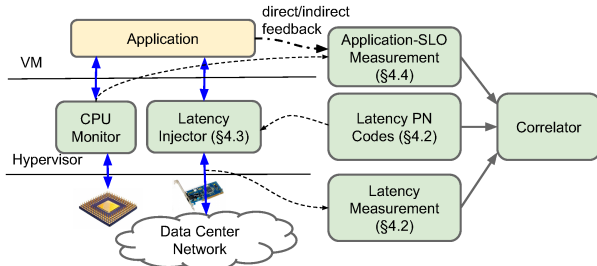 direct/indirect
feedback
Application
Application-SLO
Measurement
(§4.4)
VM
CPU
Monitor
Latency
Injector (§4.3)
Latency PN
Codes (§4.2)
Correlator
Hypervisor
Latency
Measurement
(§4.2)
Data Center
Network